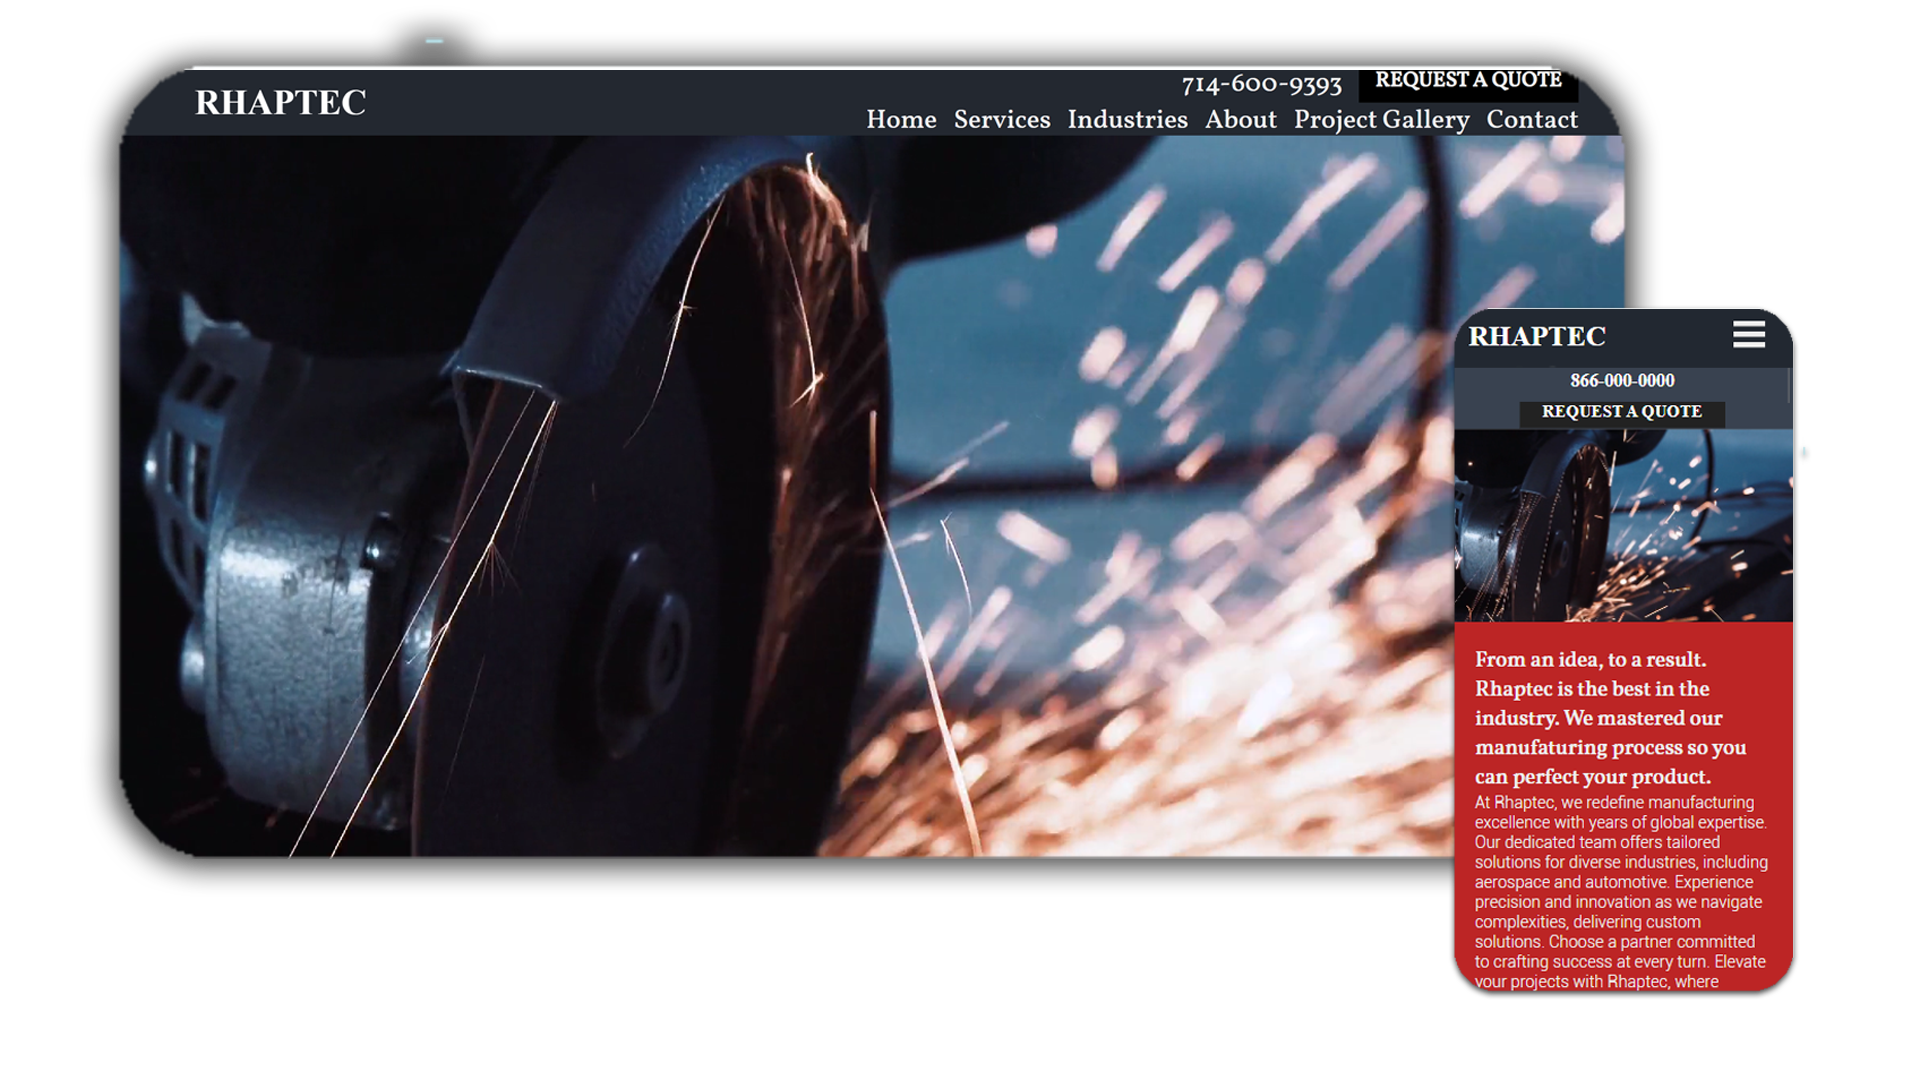 RHAPTEC
714-600-9393 REQUEST A QUOTE
Home Services Industries About Project Gallery Contact
RHAPTEC
866-000-0000
REQUEST A QUOTE
From an idea, to a result.
Rhaptec is the best in the
industry. We mastered our
manufaturing process so you
can perfect your product.
At Rhaptec, we redefine manufacturing
excellence with years of global expertise.
Our dedicated team offers tailored
solutions for diverse industries, including
aerospace and automotive. Experience
precision and innovation as we navigate
complexities, delivering custom
solutions. Choose a partner committed
to crafting success at every turn. Elevate
your projects with Rhaptec, where